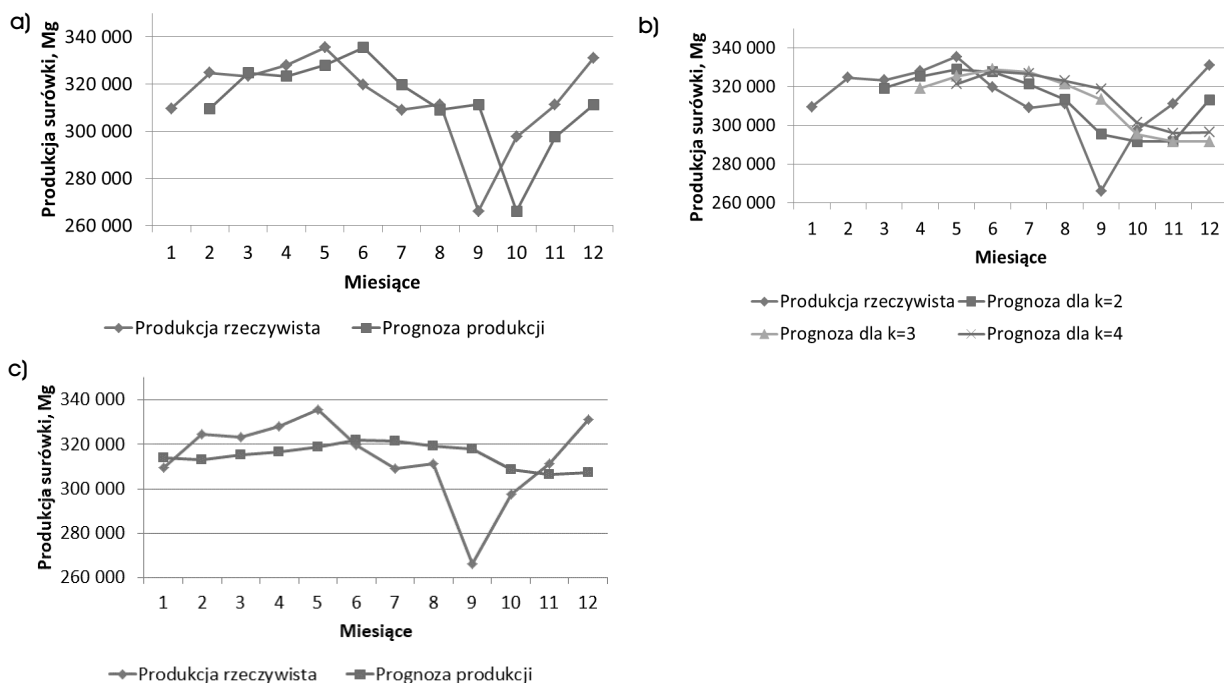 a)
Produkcja surówki, Mg
340 000
320 000
300 000
280 000
260 000
1 2 3 4 5 6 7 8 9 10 11 12
Miesiące
Produkcja rzeczywista Prognoza produkcji
b)
Produkcja surówki, Mg
340 000
320 000
300 000
280 000
260 000
1 2 3 4 5 6 7 8 9 10 11 12
Miesiące
Produkcja rzeczywista Prognoza dla k=2
Prognoza dla k=3 Prognoza dla k=4
c)
Produkcja surówki, Mg
340 000
320 000
300 000
280 000
260 000
1 2 3 4 5 6 7 8 9 10 11 12
Miesiące
Produkcja rzeczywista Prognoza produkcji